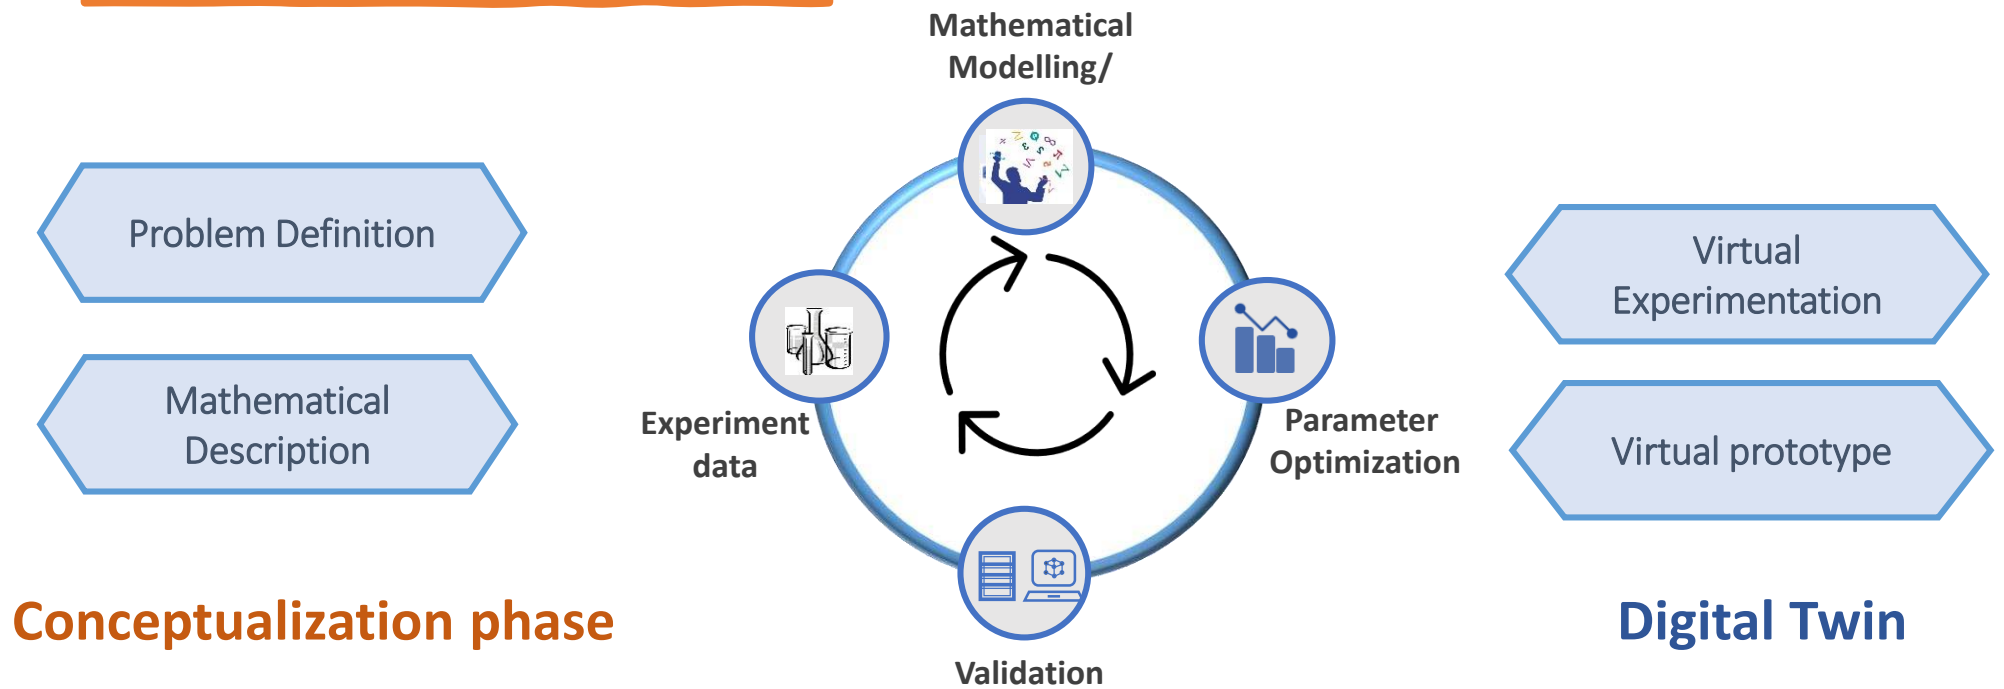 Mathematical
Modelling/
Problem Definition
Mathematical
Description
Experiment
data
Parameter
Optimization
Validation
Virtual
Experimentation
Virtual prototype
Conceptualization phase
Digital Twin